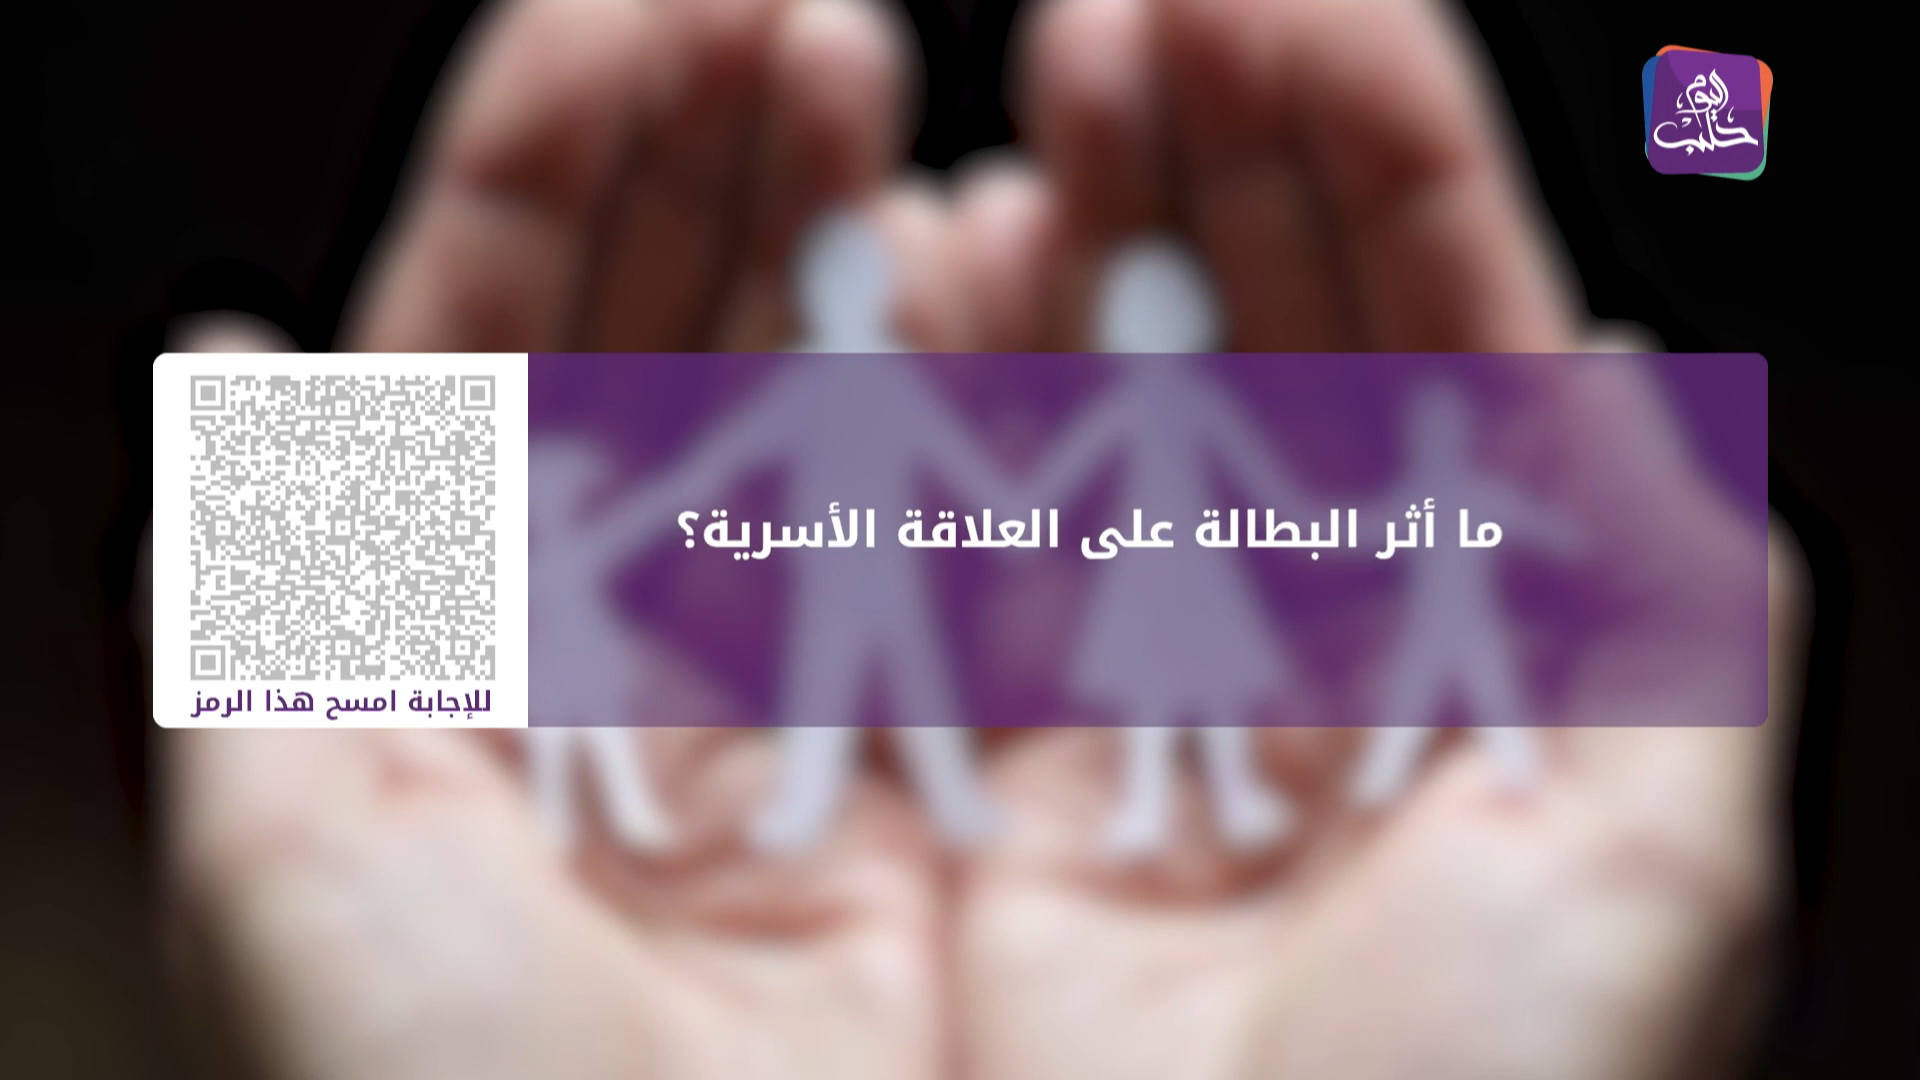 حلب اليوم
ما أثر البطالة على العلاقة الأسرية؟
للإجابة امسح هذا الرمز